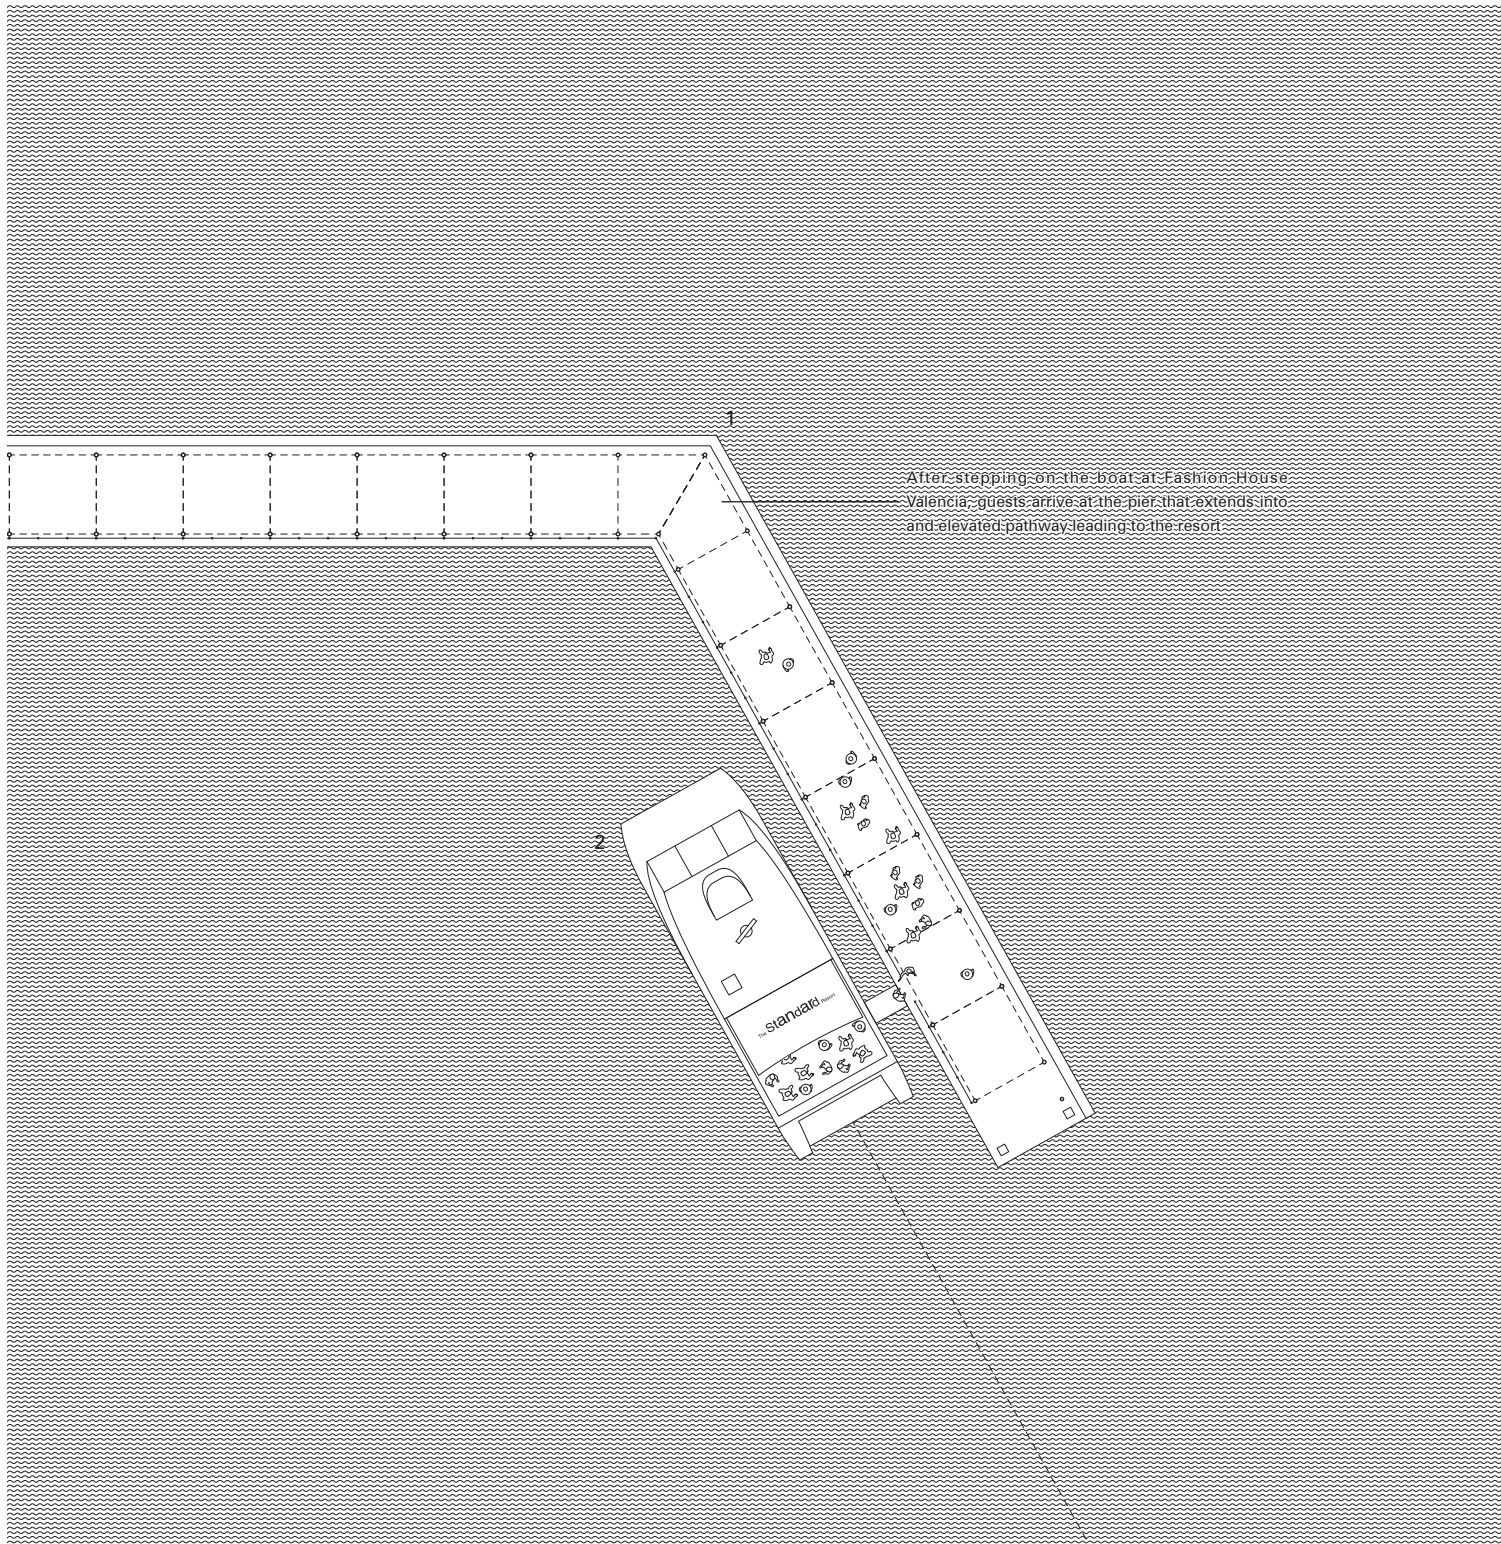 1
After stepping on the boat at Fashion House
Valencia, guests arrive at the pier that extends into
and elevated pathway leading to the resort
2
The standard Resort